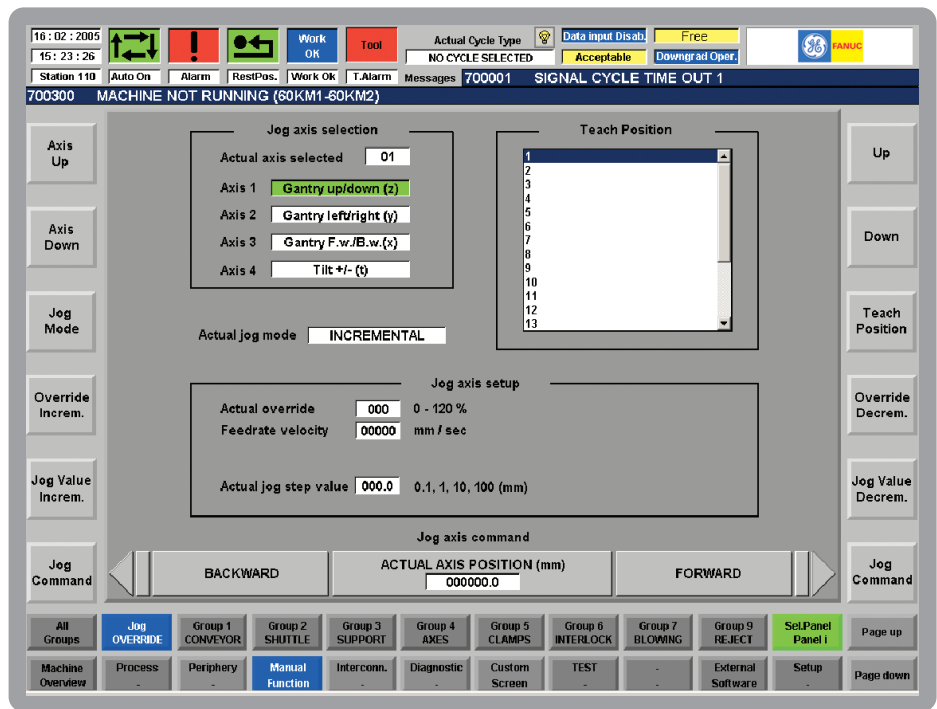 16 : 02 : 2005
15 : 23 : 26
Station 110
Auto On
Alarm
RestPos.
Work OK
Work Ok
Tool
T.Alarm
Actual Cycle Type
NO CYCLE SELECTED
Data input Disab.
Free
Acceptable
Downgrad Oper.
GE
FANUC
Messages 700001 SIGNAL CYCLE TIME OUT 1
700300 MACHINE NOT RUNNING (60KM1-60KM2)
Axis Up
Axis Down
Jog Mode
Override Increm.
Jog Value Increm.
Jog Command
Jog axis selection
Actual axis selected 01
Axis 1 Gantry up/down (z)
Axis 2 Gantry left/right (y)
Axis 3 Gantry F.w./B.w.(x)
Axis 4 Tilt +/- (t)
Actual jog mode INCREMENTAL
Teach Position
1
2
3
4
5
6
7
8
9
10
11
12
13
Jog axis setup
Actual override 000 0 - 120 %
Feedrate velocity 00000 mm / sec
Actual jog step value 000.0 0.1, 1, 10, 100 (mm)
Jog axis command
BACKWARD
ACTUAL AXIS POSITION (mm)
000000.0
FORWARD
Up
Down
Teach Position
Override Decrem.
Jog Value Decrem.
Jog Command
All Groups
Jog OVERRIDE
Group 1 CONVEYOR
Group 2 SHUTTLE
Group 3 SUPPORT
Group 4 AXES
Group 5 CLAMPS
Group 6 INTERLOCK
Group 7 BLOWING
Group 9 REJECT
Sel.Panel Panel i
Page up
Machine Overview
Process -
Periphery -
Manual Function
Interconn. -
Diagnostic -
Custom Screen
TEST -
- -
External Software
Setup -
Page down